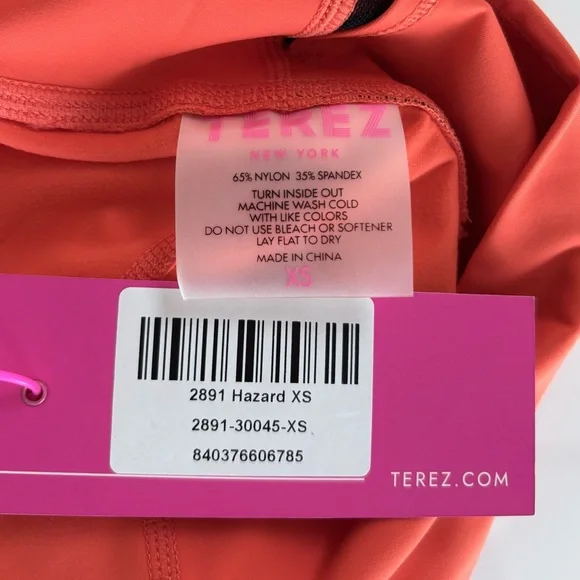 TEREZ
NEW YORK
65% NYLON 35% SPANDEX
TURN INSIDE OUT
MACHINE WASH COLD
WITH LIKE COLORS
DO NOT USE BLEACH OR SOFTENER
LAY FLAT TO DRY
MADE IN CHINA
XS
2891 Hazard XS
2891-30045-XS
840376606785
TEREZ.COM